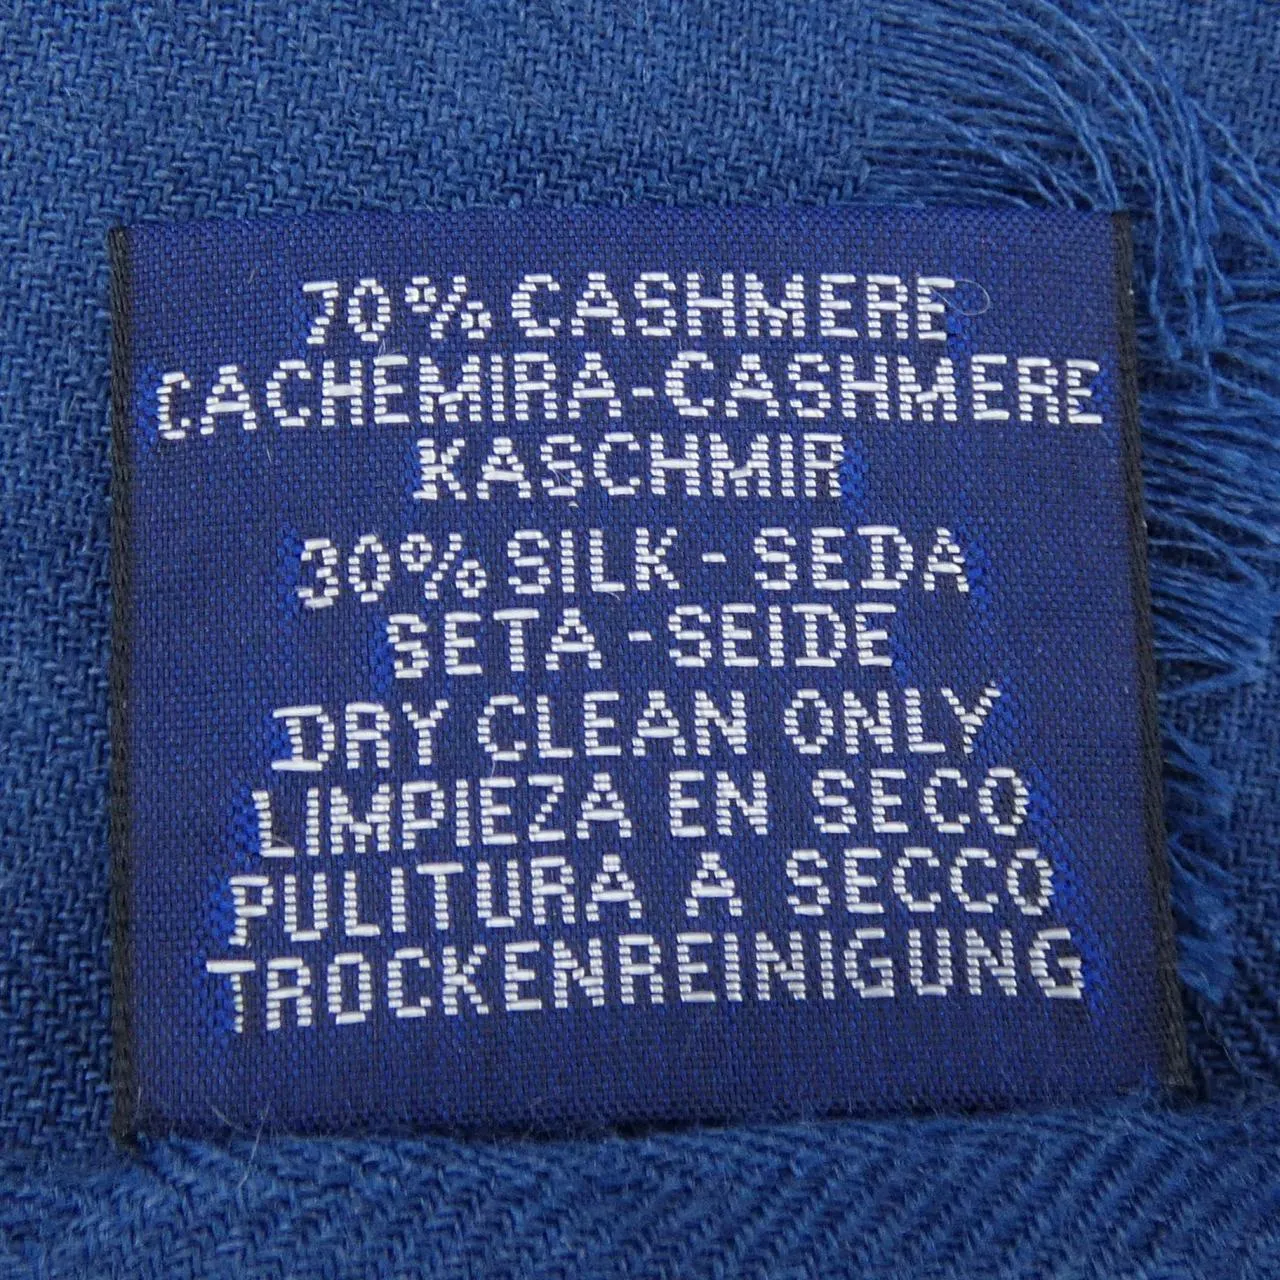 70% CASHMERE
CACHEMIRA-CASHMERE
KASCHMIR
30% SILK - SEDA
SETA - SEIDE
DRY CLEAN ONLY
LIMPIEZA EN SECO
PULITURA A SECCO
TROCKENREINIGUNG